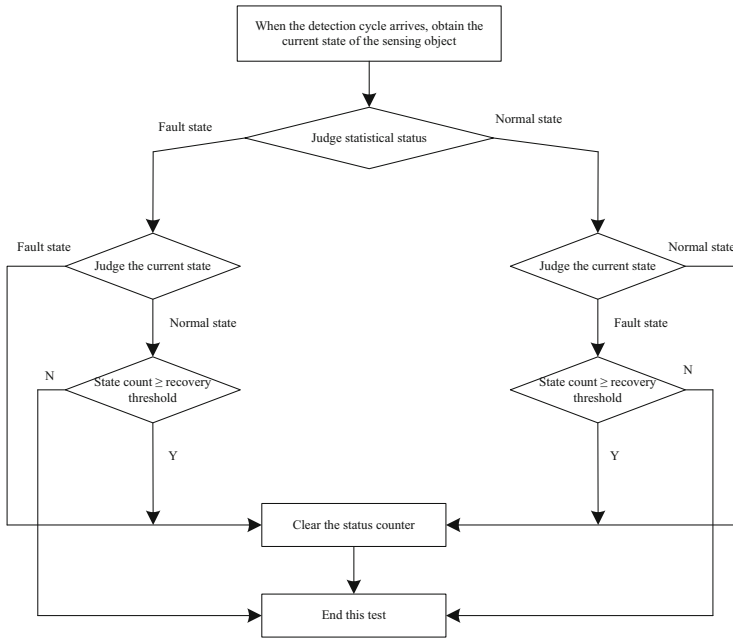 When the detection cycle arrives, obtain the
current state of the sensing object
Fault state
Normal state
Judge statistical status
Fault state
Judge the current state
Judge the current state
Normal state
Normal state
Fault state
N
State count ≥ recovery
threshold
State count ≥ recovery
threshold
N
Y
Y
Clear the status counter
End this test